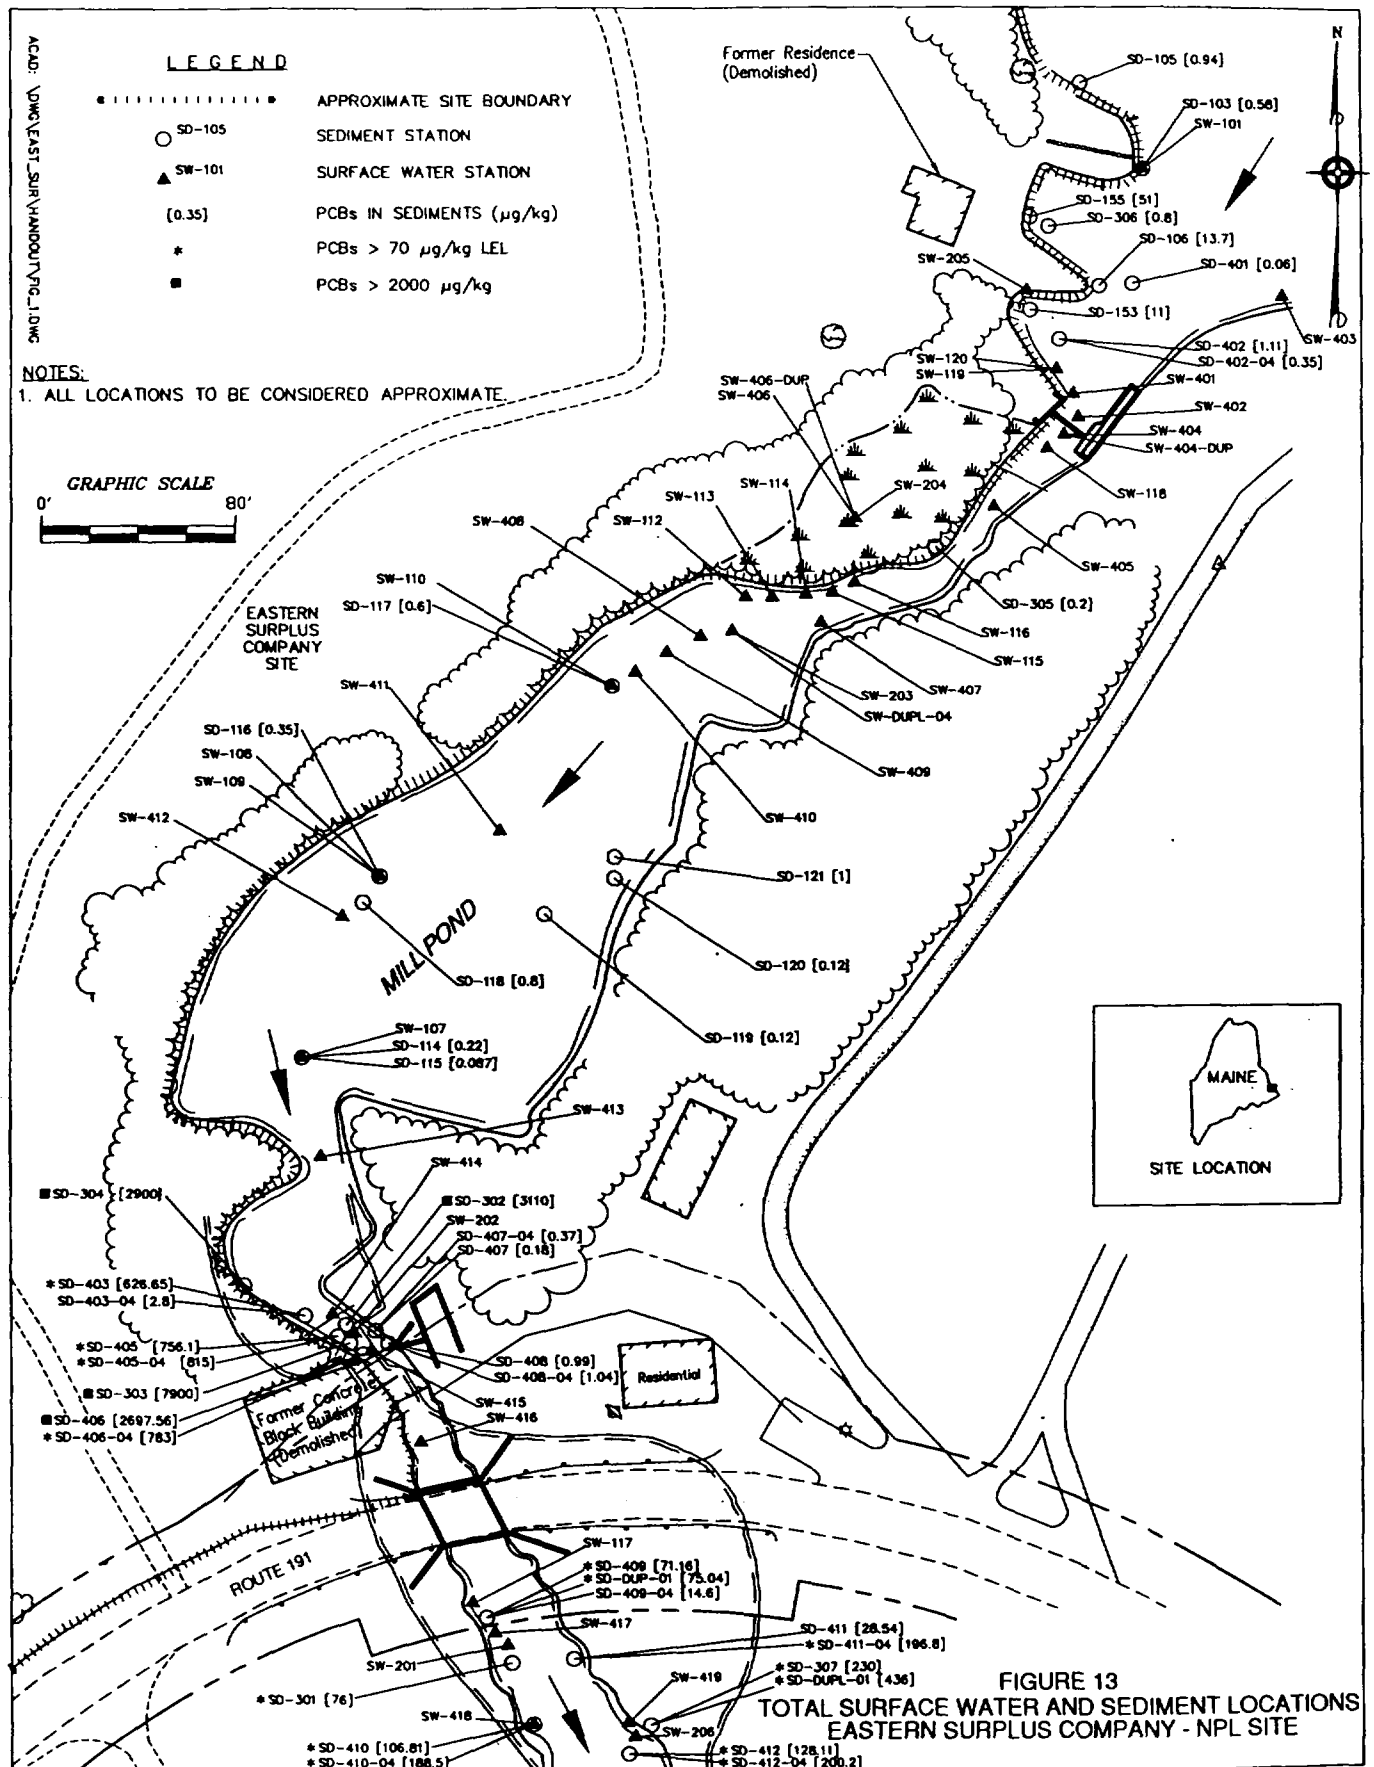 ACAD: \DWG\EAST_SUR\HANDOUT\FIG_1.DWG
LEGEND
APPROXIMATE SITE BOUNDARY
SD-105
SEDIMENT STATION
SW-101
SURFACE WATER STATION
[0.35]
PCBs IN SEDIMENTS (µg/kg)
*
PCBs > 70 µg/kg LEL
■
PCBs > 2000 µg/kg
NOTES:
1. ALL LOCATIONS TO BE CONSIDERED APPROXIMATE.
GRAPHIC SCALE
0'
80'
Former Residence
(Demolished)
N
SD-105 [0.94]
SD-103 [0.58]
SW-101
SD-155 [51]
SD-306 [0.8]
SD-106 [13.7]
SW-205
SD-401 [0.06]
SD-153 [11]
SW-403
SD-402 [1.11]
SD-402-04 [0.35]
SW-120
SW-119
SW-401
SW-406-DUP
SW-406
SW-402
SW-404
SW-404-DUP
SW-114
SW-204
SW-113
SW-118
SW-408
SW-112
SW-405
SW-110
SD-117 [0.6]
SD-305 [0.2]
EASTERN
SURPLUS
COMPANY
SITE
SW-116
SW-115
SW-411
SW-407
SW-203
SW-DUPL-04
SD-116 [0.35]
SW-108
SW-109
SW-409
SW-412
SW-410
SD-121 [1]
MILL POND
SD-120 [0.12]
SD-118 [0.8]
SW-107
SD-114 [0.22]
SD-115 [0.087]
SD-119 [0.12]
MAINE
SITE LOCATION
SW-413
SW-414
■SD-304 [2900]
■SD-302 [3110]
SW-202
SD-407-04 [0.37]
SD-407 [0.18]
* SD-403 [626.65]
SD-403-04 [2.8]
* SD-405 [756.1]
* SD-405-04 [815]
■SD-303 [7900]
■SD-406 [2697.56]
* SD-406-04 [783]
SD-408 [0.99]
SD-408-04 [1.04]
Residential
SW-415
SW-416
Former Concrete
Block Building
(Demolished)
ROUTE 191
SW-117
* SD-409 [71.16]
* SD-DUP-01 [75.04]
SD-409-04 [14.6]
SW-417
SD-411 [28.54]
* SD-411-04 [196.8]
SW-201
* SD-307 [230]
* SD-DUPL-01 [436]
SW-419
* SD-301 [76]
SW-418
SW-206
* SD-410 [106.81]
* SD-410-04 [188.5]
* SD-412 [128.11]
* SD-412-04 [200.2]
FIGURE 13
TOTAL SURFACE WATER AND SEDIMENT LOCATIONS
EASTERN SURPLUS COMPANY - NPL SITE